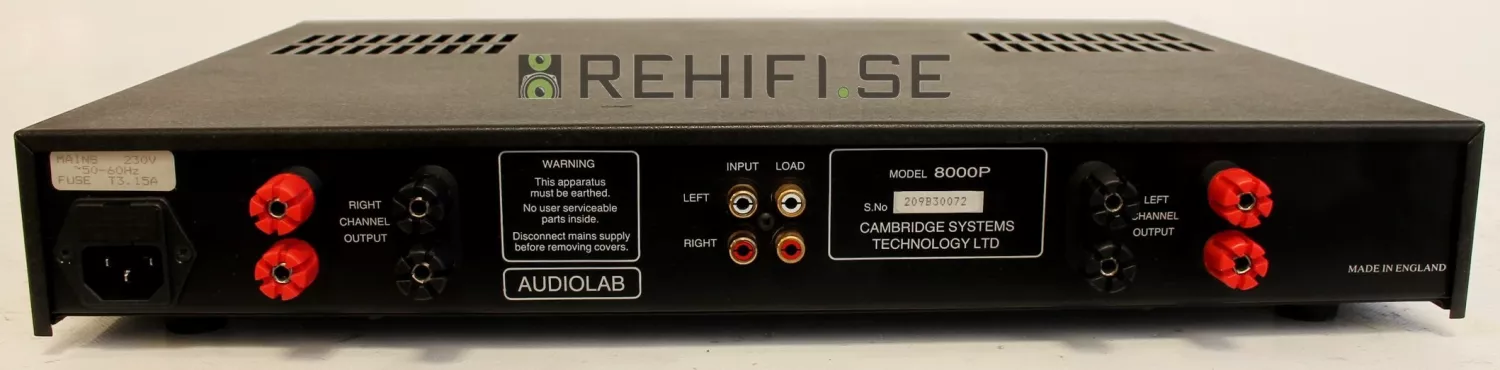 REHIFI.SE
MAINS 230V
~50-60Hz
FUSE T3.15A
RIGHT
CHANNEL
OUTPUT
WARNING
This apparatus
must be earthed.
No user serviceable
parts inside.
Disconnect mains supply
before removing covers.
AUDIOLAB
INPUT LOAD
LEFT
RIGHT
MODEL 8000P
S.No 209B30072
CAMBRIDGE SYSTEMS
TECHNOLOGY LTD
LEFT
CHANNEL
OUTPUT
MADE IN ENGLAND